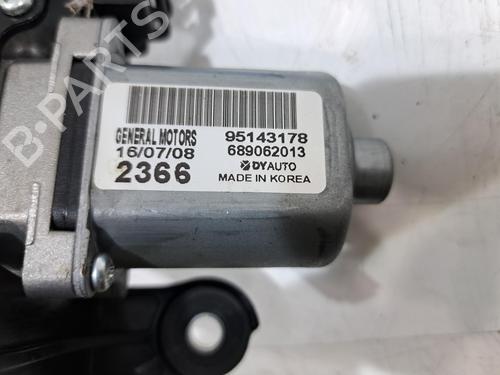 B-PARTS
GENERAL MOTORS 95143178
16/07/08 689062013
2366 DYAUTO
MADE IN KOREA